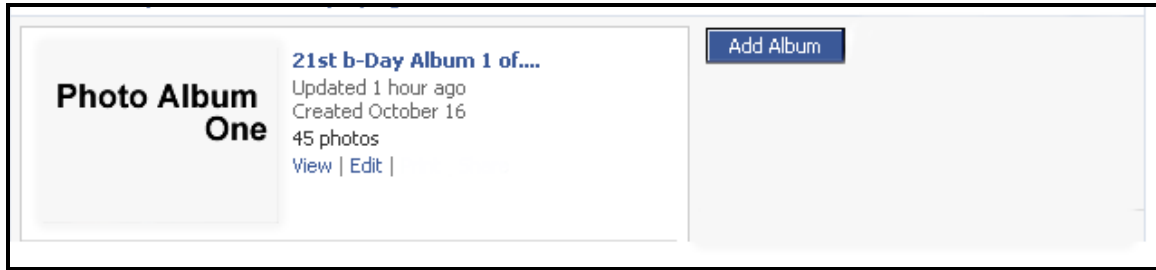 Photo Album
One
21st b-Day Album 1 of....
Updated 1 hour ago
Created October 16
45 photos
View | Edit |
Add Album